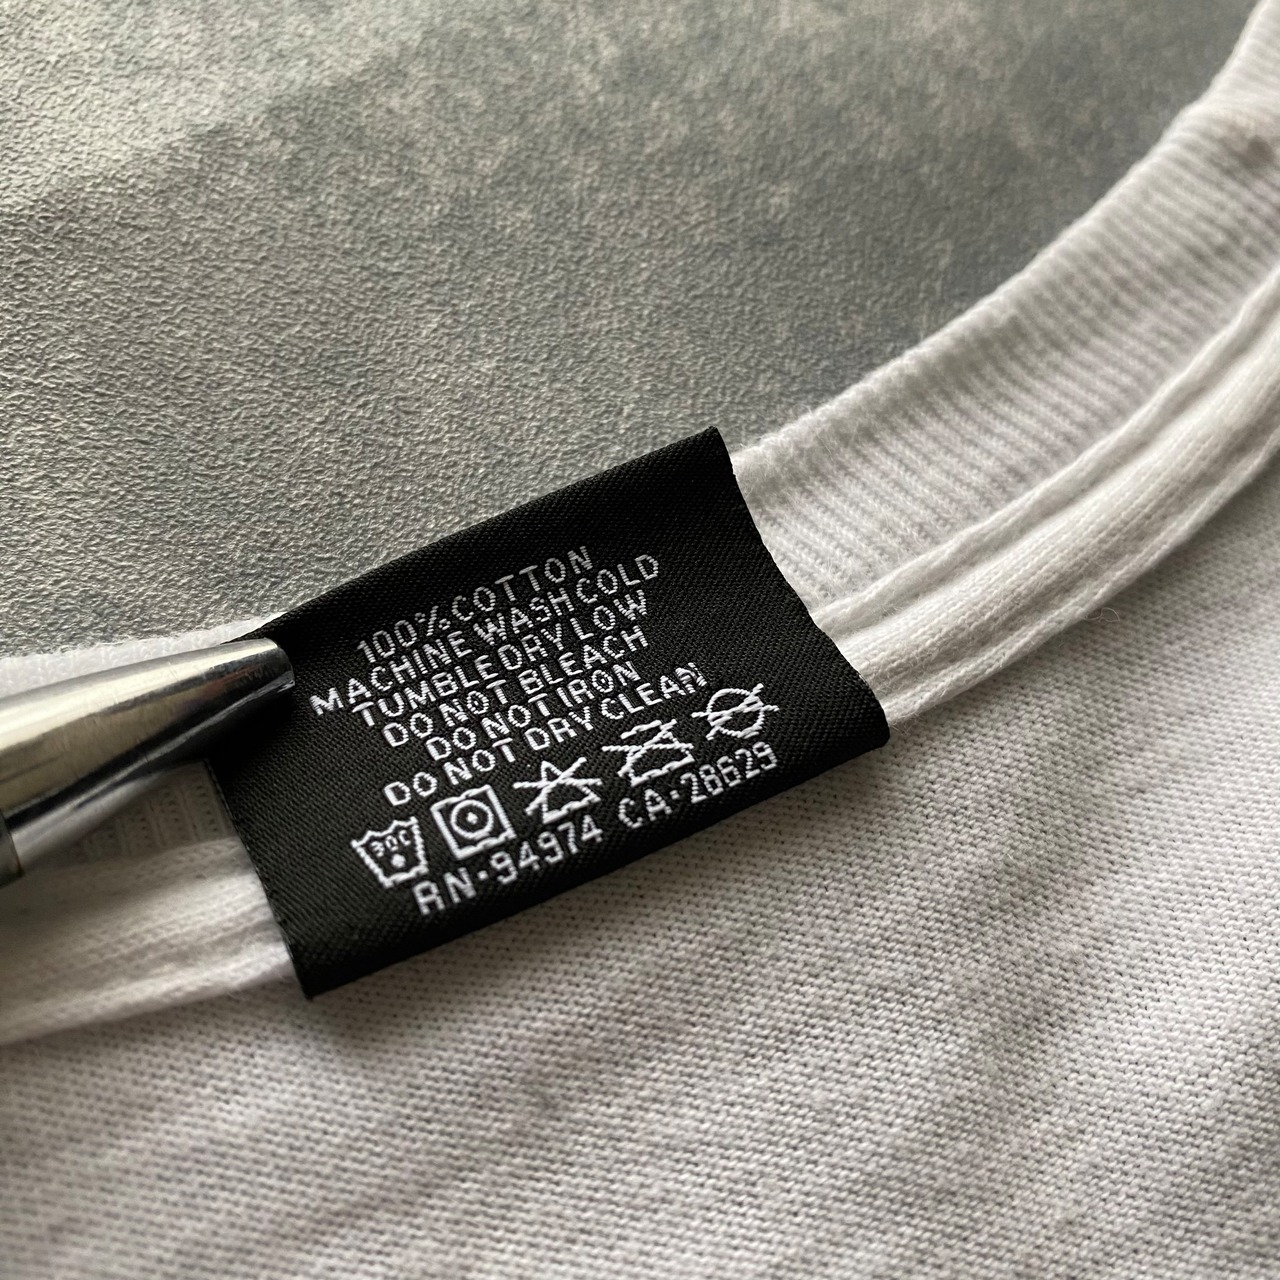 100% COTTON
MACHINE WASH COLD
TUMBLE DRY LOW
DO NOT BLEACH
DO NOT IRON
DO NOT DRY CLEAN
30C
RN·94974 CA·28629